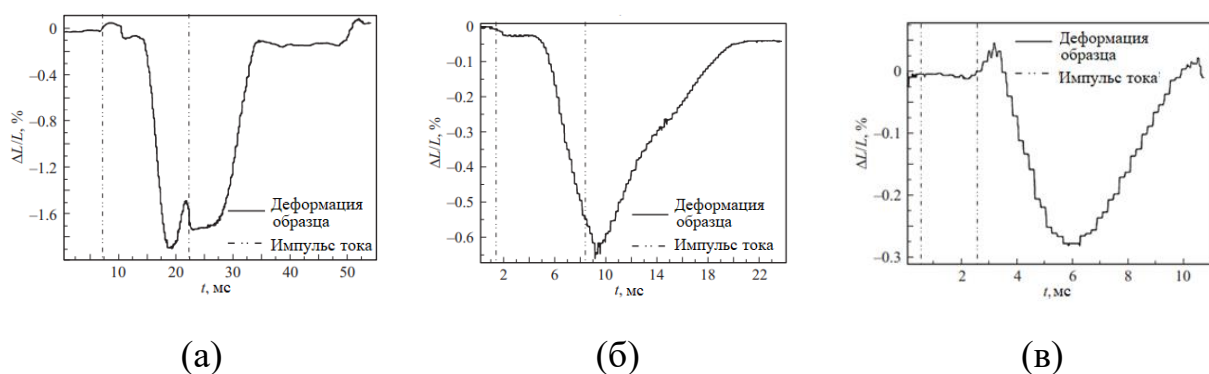 ΔL/L, %
0
–0.4
–0.8
–1.2
–1.6
10
20
30
40
50
t, мс
Деформация
образца
Импульс тока
(а)
ΔL/L, %
0
–0.1
–0.2
–0.3
–0.4
–0.5
–0.6
2
6
10
14
18
22
t, мс
Деформация
образца
Импульс тока
(б)
ΔL/L, %
0
–0.1
–0.2
–0.3
0
2
4
6
8
10
t, мс
Деформация
образца
Импульс тока
(в)